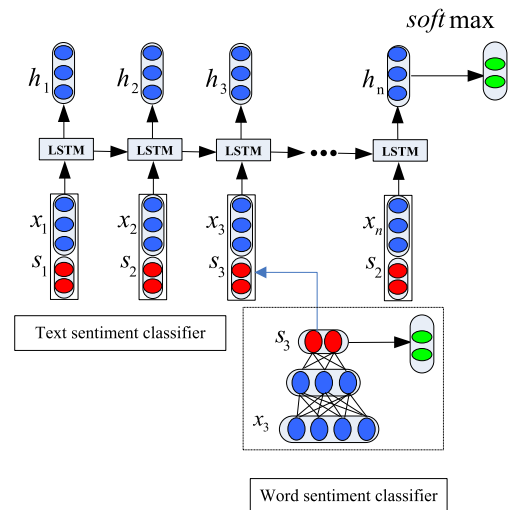 soft max
h1 h2 h3 hn
LSTM LSTM LSTM ••• LSTM
x1 x2 x3 xn
s1 s2 s3 s2
Text sentiment classifier
s3
x3
Word sentiment classifier